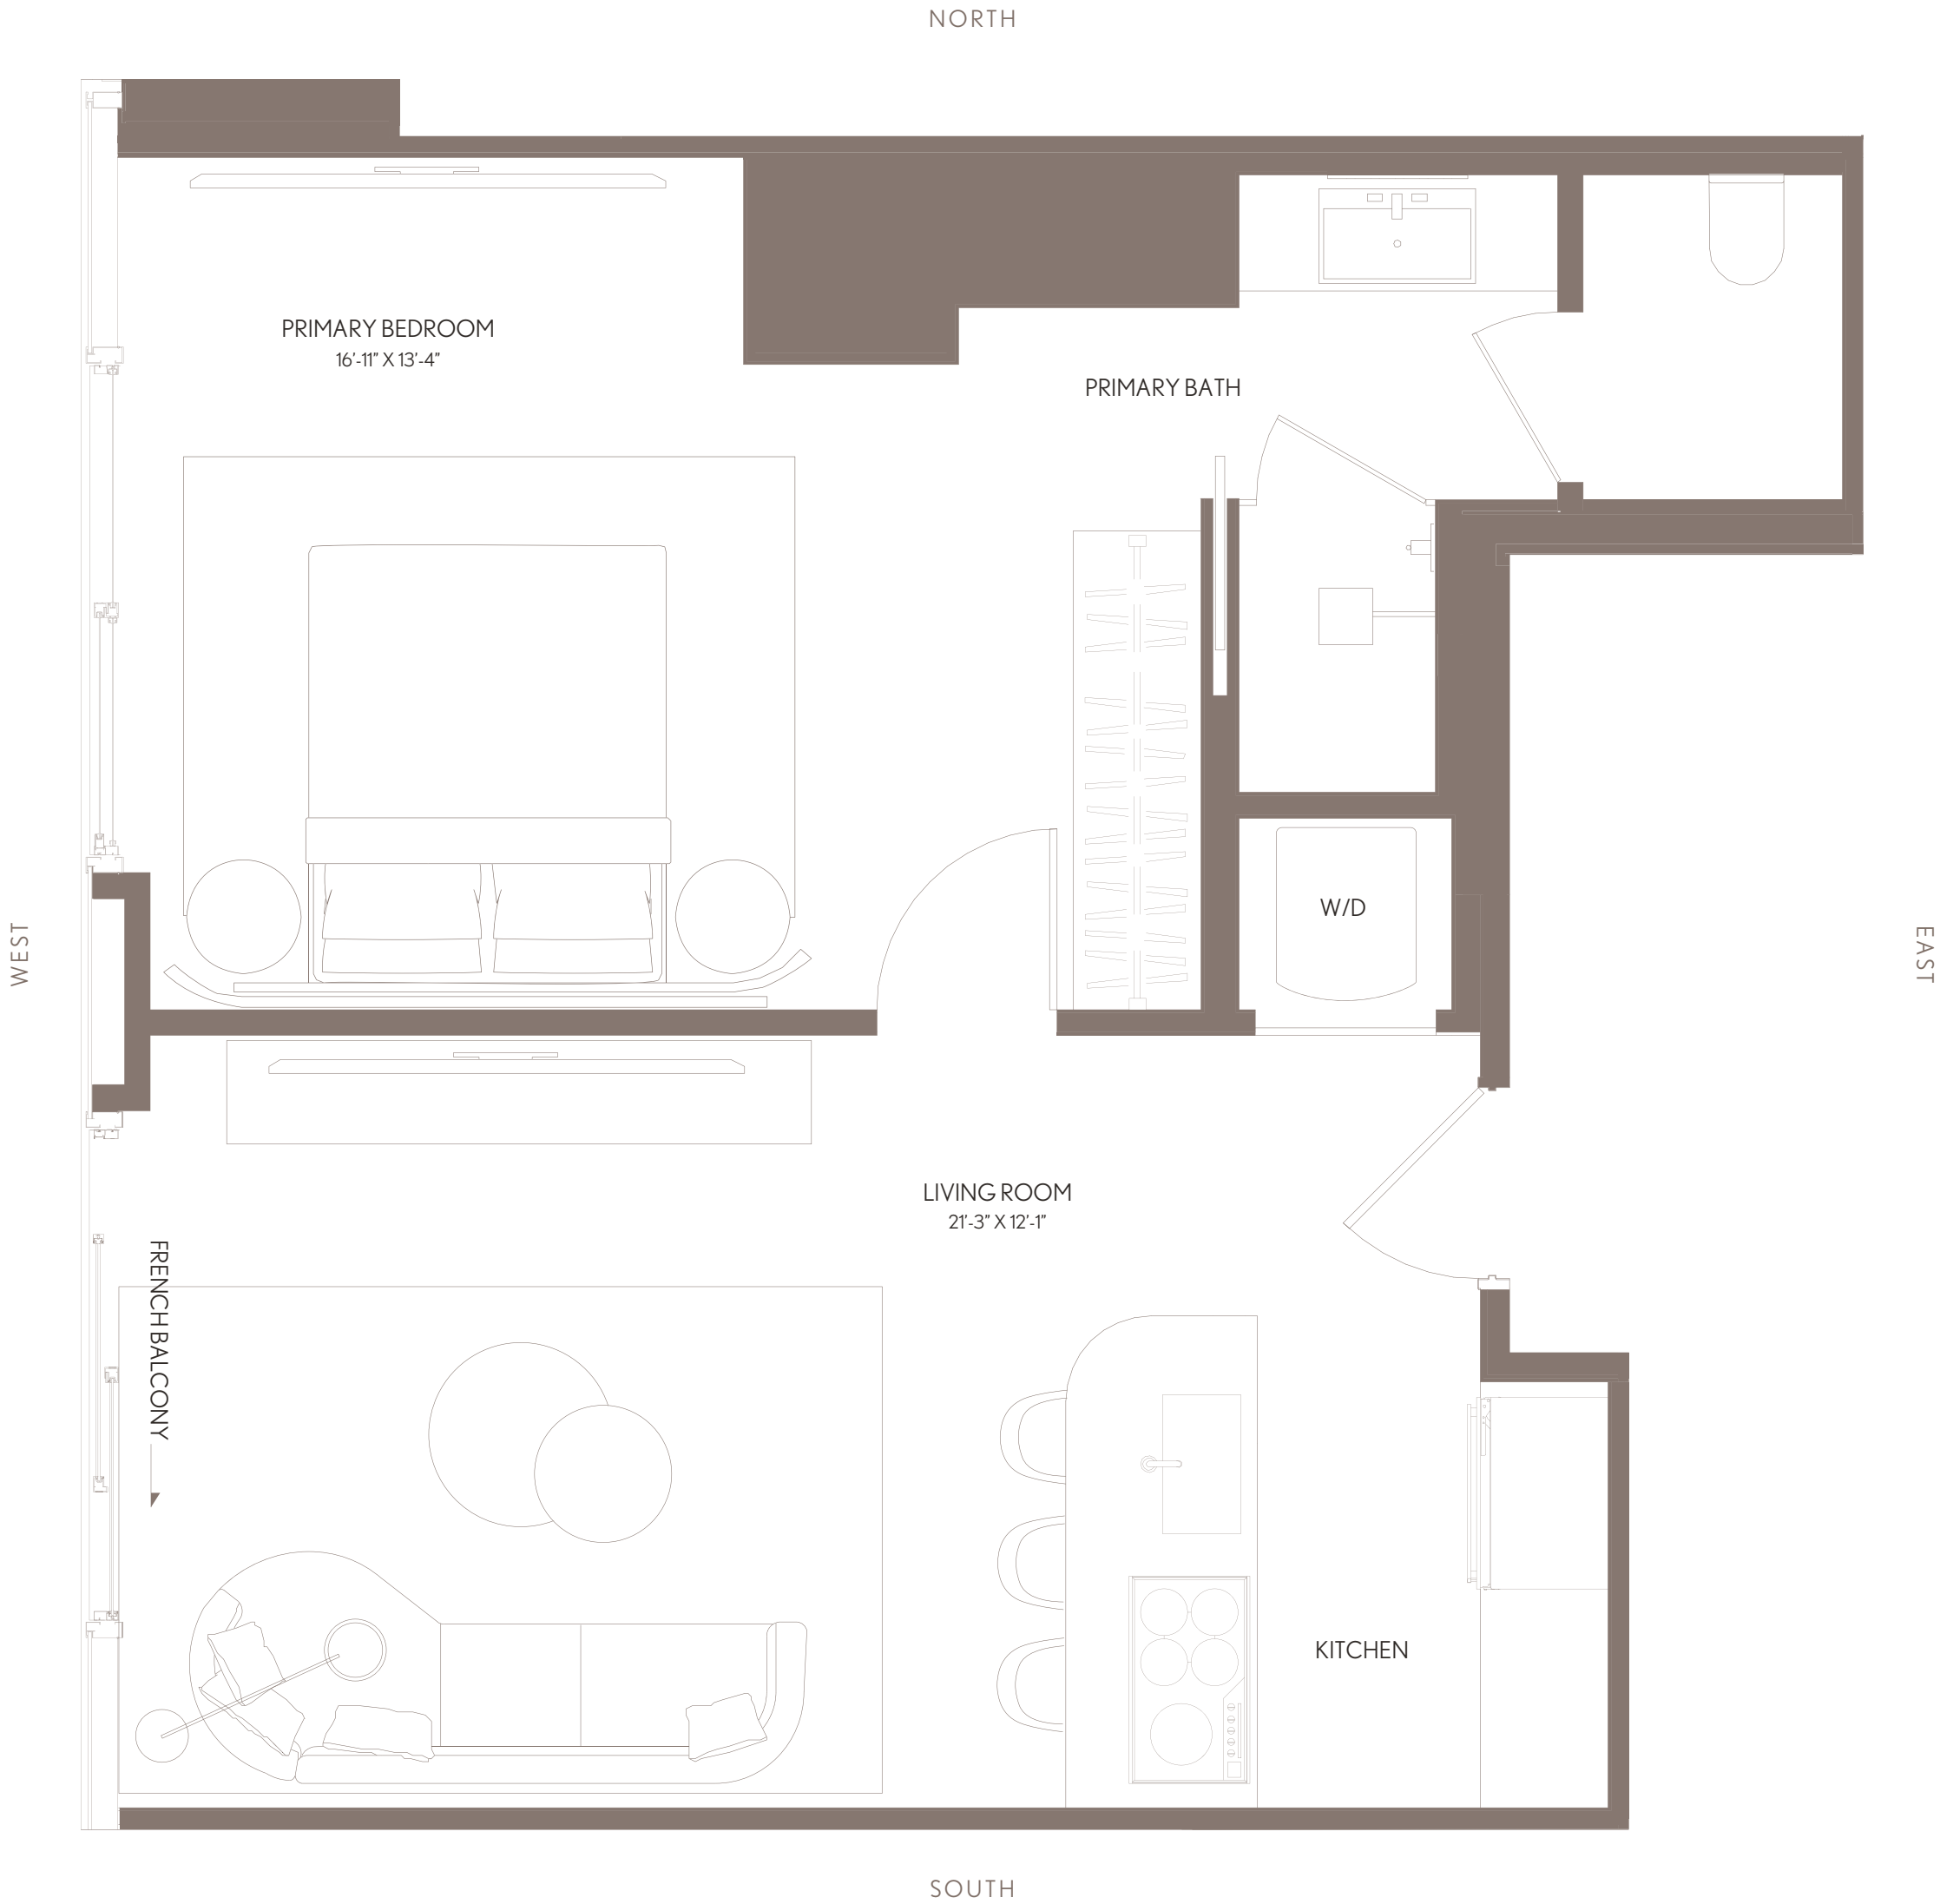 NORTH
PRIMARY BEDROOM
16'-11" X 13'-4"
PRIMARY BATH
W/D
WEST
EAST
LIVING ROOM
21'-3" X 12'-1"
FRENCH BALCONY
KITCHEN
SOUTH